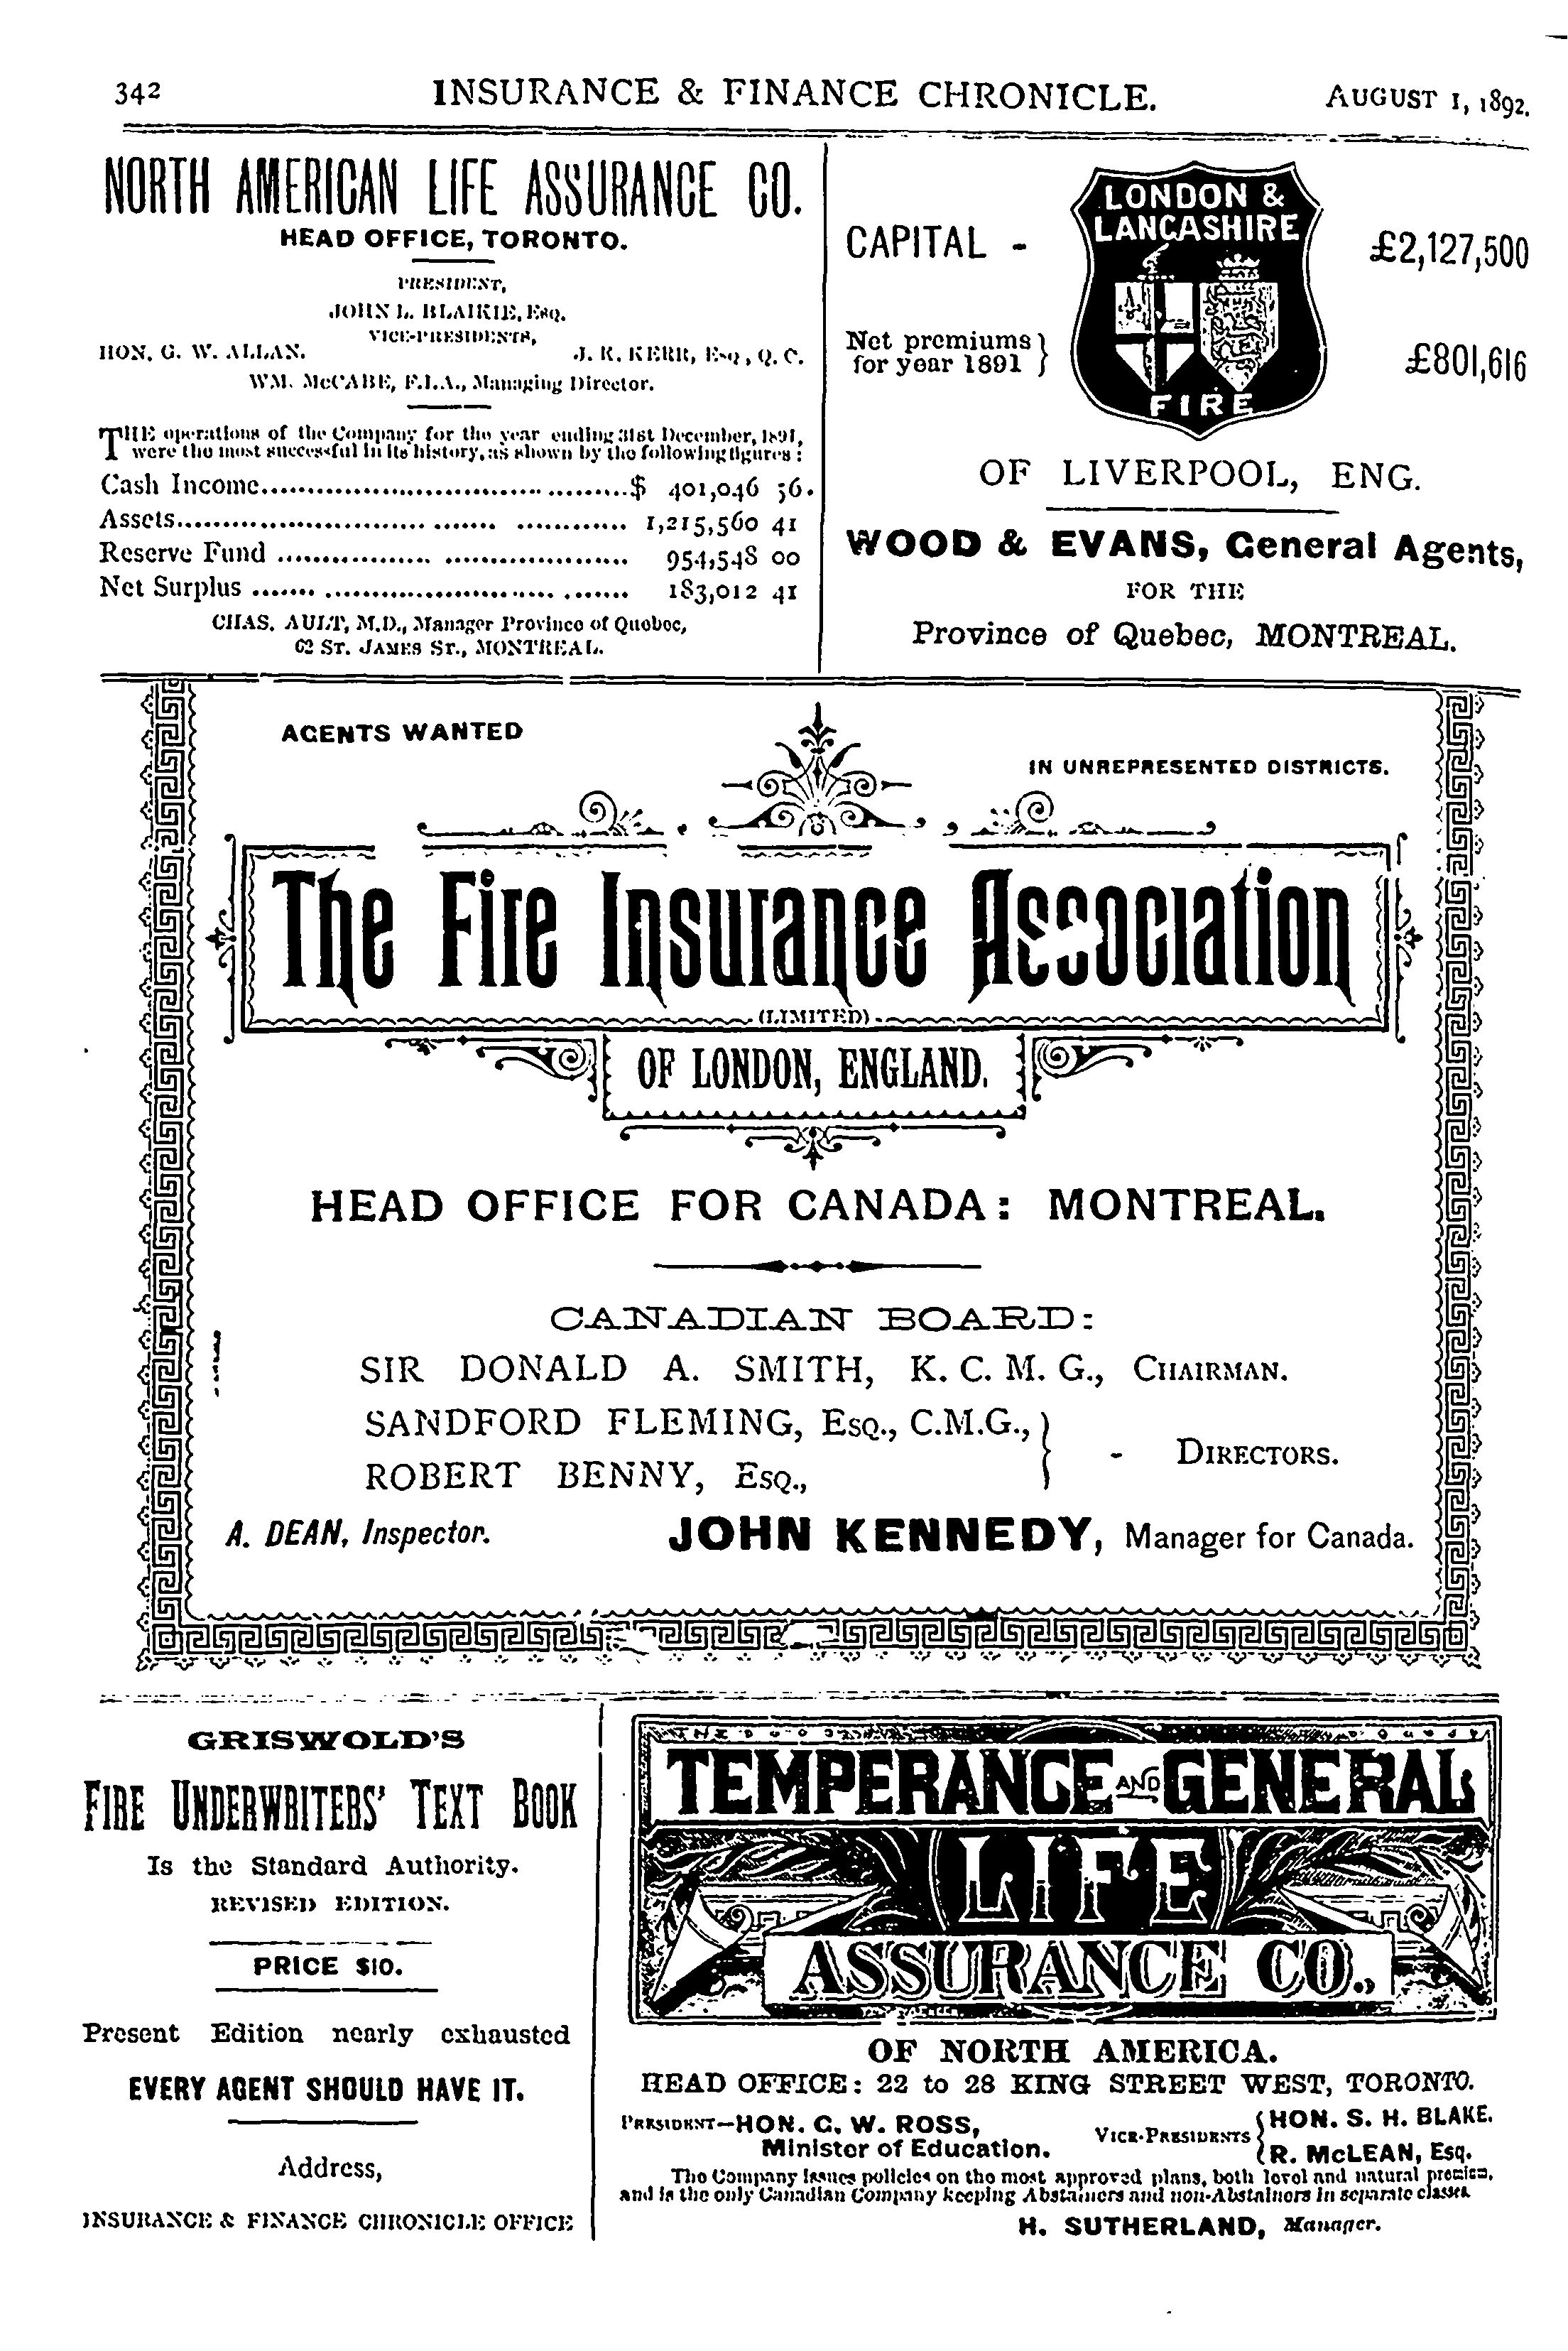 342 INSURANCE & FINANCE CHRONICLE. AUGUST 1, 1892.
NORTH AMERICAN LIFE ASSURANCE CO.
HEAD OFFICE, TORONTO.
PRESIDENT,
JOHN L. BLAIKIE, ESQ.
VICE-PRESIDENTS,
HON. G. W. ALLAN. J. K. KERR, Esq., Q. C.
WM. McCABE, F.I.A., Managing Director.
THE operations of the Company for the year ending 31st December, 1891,
were the most successful in its history, as shown by the following figures:
Cash Income..............................$ 401,046 56.
Assets.............................. 1,215,560 41
Reserve Fund .............................. 954,548 00
Net Surplus .............................. 183,012 41
CHAS. AULT, M.D., Manager Province of Quebec,
62 ST. JAMES ST., MONTREAL.
LONDON &
LANCASHIRE
FIRE
CAPITAL - £2,127,500
Net premiums
for year 1891 } £801,616
OF LIVERPOOL, ENG.
WOOD & EVANS, General Agents,
FOR THE
Province of Quebec, MONTREAL.
AGENTS WANTED
IN UNREPRESENTED DISTRICTS.
The Fire Insurance Association
(LIMITED)
OF LONDON, ENGLAND.
HEAD OFFICE FOR CANADA: MONTREAL.
CANADIAN BOARD:
SIR DONALD A. SMITH, K. C. M. G., CHAIRMAN.
SANDFORD FLEMING, ESQ., C.M.G., }
ROBERT BENNY, ESQ., } - DIRECTORS.
A. DEAN, Inspector. JOHN KENNEDY, Manager for Canada.
GRISWOLD'S
FIRE UNDERWRITERS' TEXT BOOK
Is the Standard Authority.
REVISED EDITION.
PRICE $10.
Present Edition nearly exhausted
EVERY AGENT SHOULD HAVE IT.
Address,
INSURANCE & FINANCE CHRONICLE OFFICE
THE
TEMPERANCE AND GENERAL
LIFE
ASSURANCE CO.,
OF NORTH AMERICA.
HEAD OFFICE: 22 to 28 KING STREET WEST, TORONTO.
PRESIDENT—HON. G. W. ROSS,
Minister of Education.
VICE-PRESIDENTS { HON. S. H. BLAKE.
R. McLEAN, Esq.
The Company issues policies on the most approved plans, both level and natural premium,
and is the only Canadian Company keeping Abstainers and non-Abstainers in separate classes.
H. SUTHERLAND, Manager.